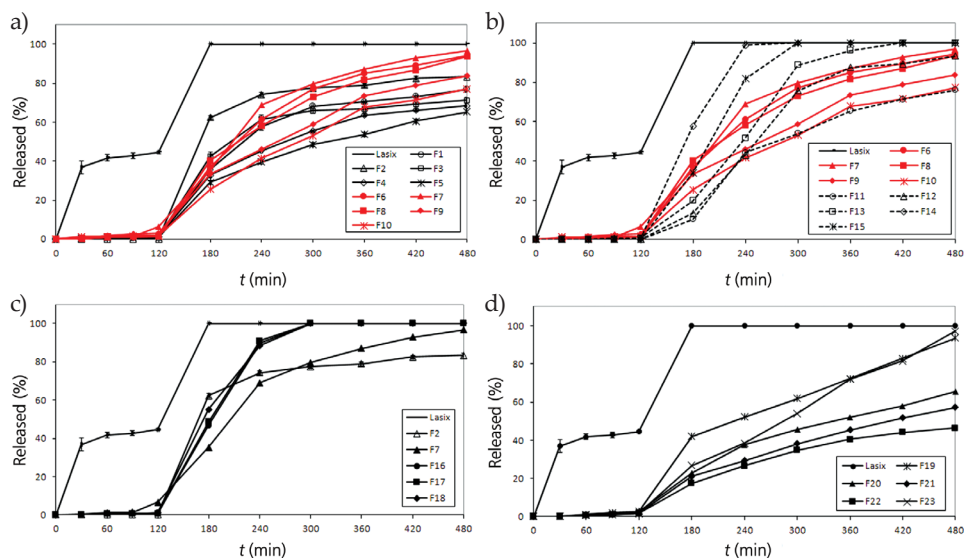 a)
Released (%)
120
100
80
60
40
20
0
0 60 120 180 240 300 360 420 480
t (min)
Lasix F1
F2 F3
F4 F5
F6 F7
F8 F9
F10
b)
Released (%)
120
100
80
60
40
20
0
0 60 120 180 240 300 360 420 480
t (min)
Lasix F6
F7 F8
F9 F10
F11 F12
F13 F14
F15
c)
Released (%)
120
100
80
60
40
20
0
0 60 120 180 240 300 360 420 480
t (min)
Lasix
F2
F7
F16
F17
F18
d)
Released (%)
120
100
80
60
40
20
0
0 60 120 180 240 300 360 420 480
t (min)
Lasix F19
F20 F21
F22 F23